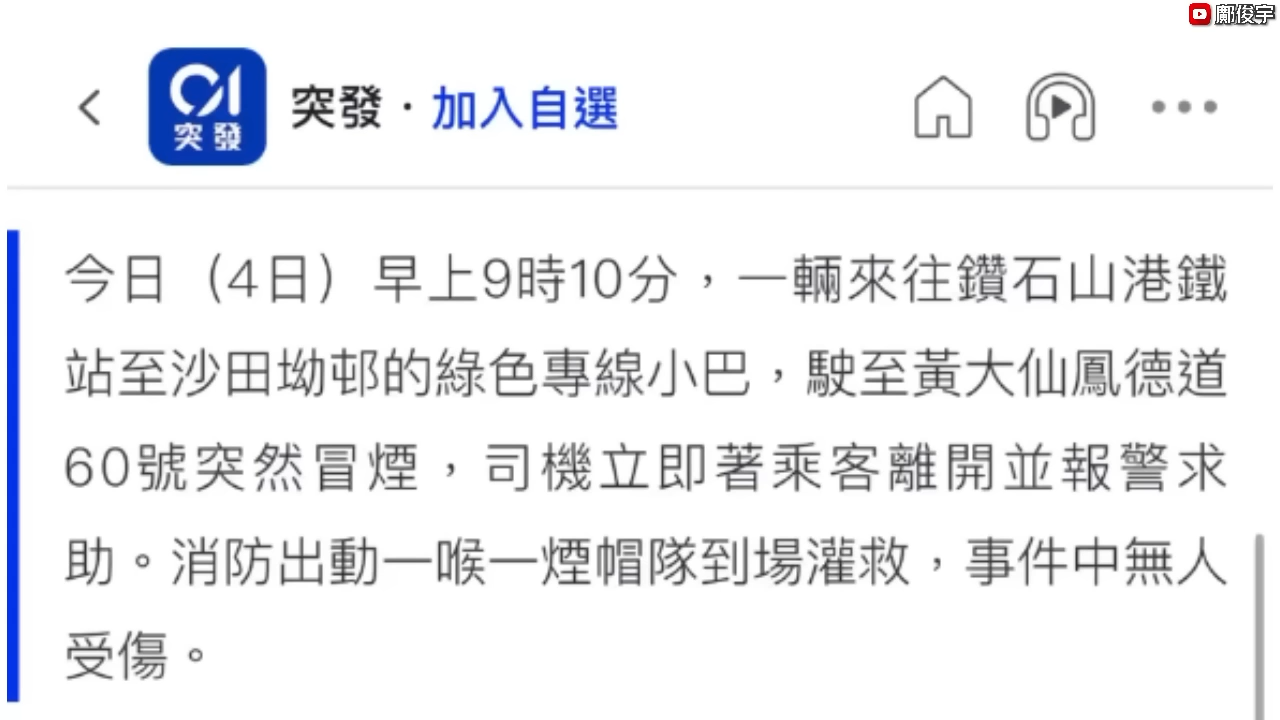 鄺俊宇
01
突發
突發·加入自選
今日（4日）早上9時10分，一輛來往鑽石山港鐵
站至沙田坳邨的綠色專線小巴，駛至黃大仙鳳德道
60號突然冒煙，司機立即著乘客離開並報警求
助。消防出動一喉一煙帽隊到場灌救，事件中無人
受傷。